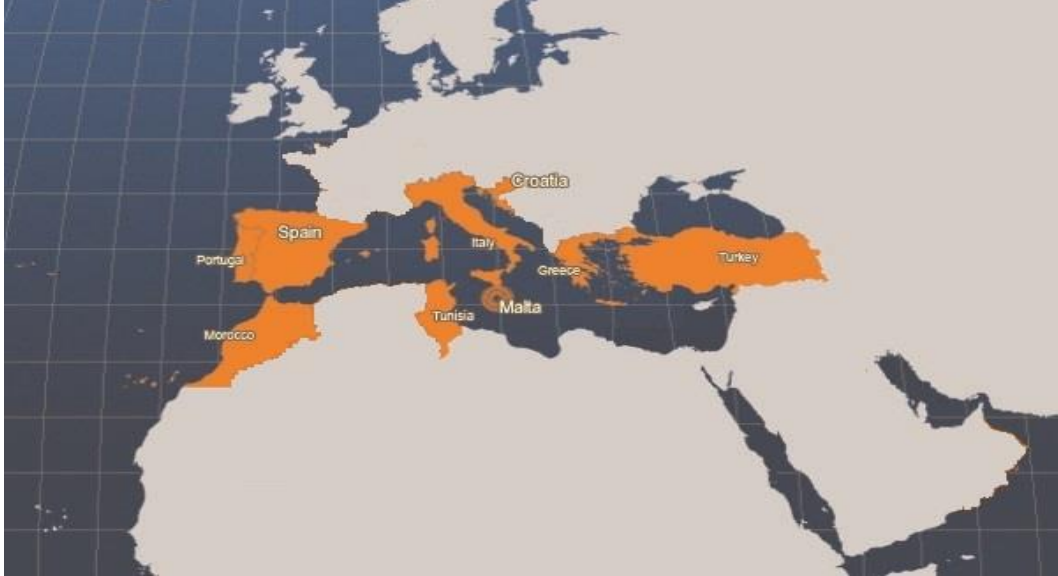 Croatia
Spain
Italy
Portugal
Greece
Turkey
Malta
Tunisia
Morocco